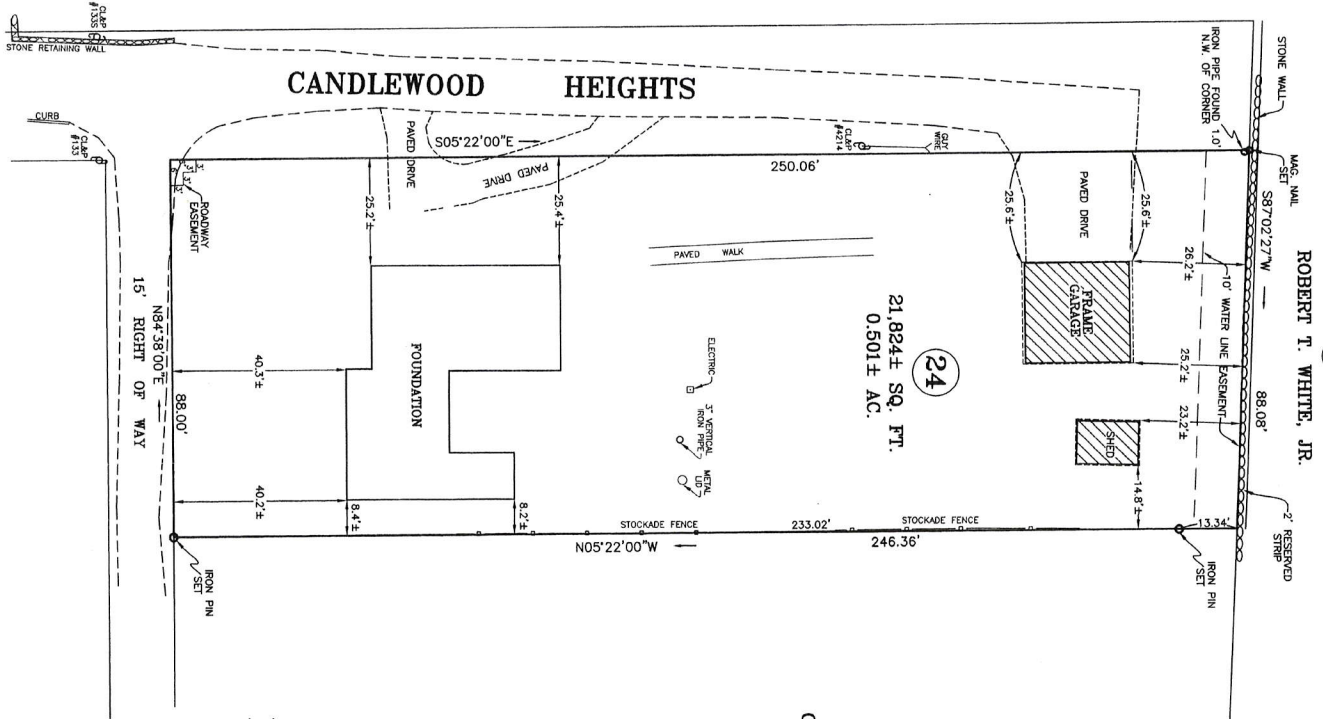 CANDLEWOOD HEIGHTS
CL&P
#1335
STONE RETAINING WALL
CURB
CL&P
#133
PAVED DRIVE
S05°22'00"E
PAVED DRIVE
CL&P
#4214
GUY
WIRE
250.06'
IRON PIPE FOUND 1.0'
N.W. OF CORNER
STONE WALL
MAG. NAIL
SET
S87°02'27"W
ROBERT T. WHITE, JR.
88.08'
2' RESERVED
STRIP
10' WATER LINE EASEMENT
3'
3'
ROADWAY
EASEMENT
25.2'±
25.4'±
25.6'±
PAVED DRIVE
25.6'±
26.2'±
PAVED WALK
FRAME
GARAGE
25.2'±
24
21,824± SQ. FT.
0.501± AC.
23.2'±
SHED
14.8'±
FOUNDATION
ELECTRIC
3" VERTICAL
IRON PIPE
METAL
LID
40.3'±
40.2'±
8.4'±
8.2'±
15' RIGHT OF WAY
N84°38'00"E
88.00'
STOCKADE FENCE
233.02'
STOCKADE FENCE
13.34'
N05°22'00"W
246.36'
IRON PIN
SET
IRON PIN
SET